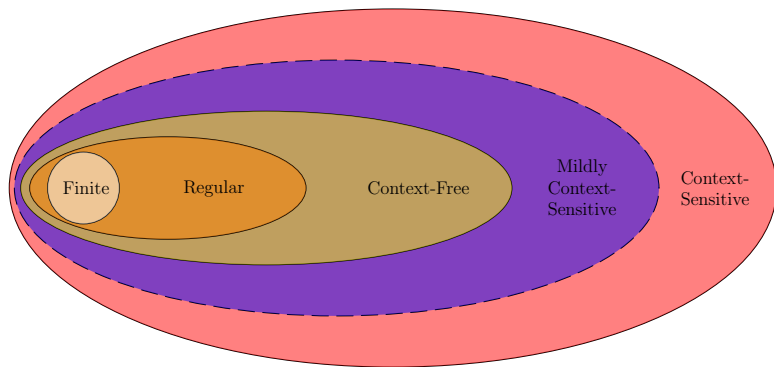 Finite
Regular
Context-Free
Mildly
Context-
Sensitive
Context-
Sensitive